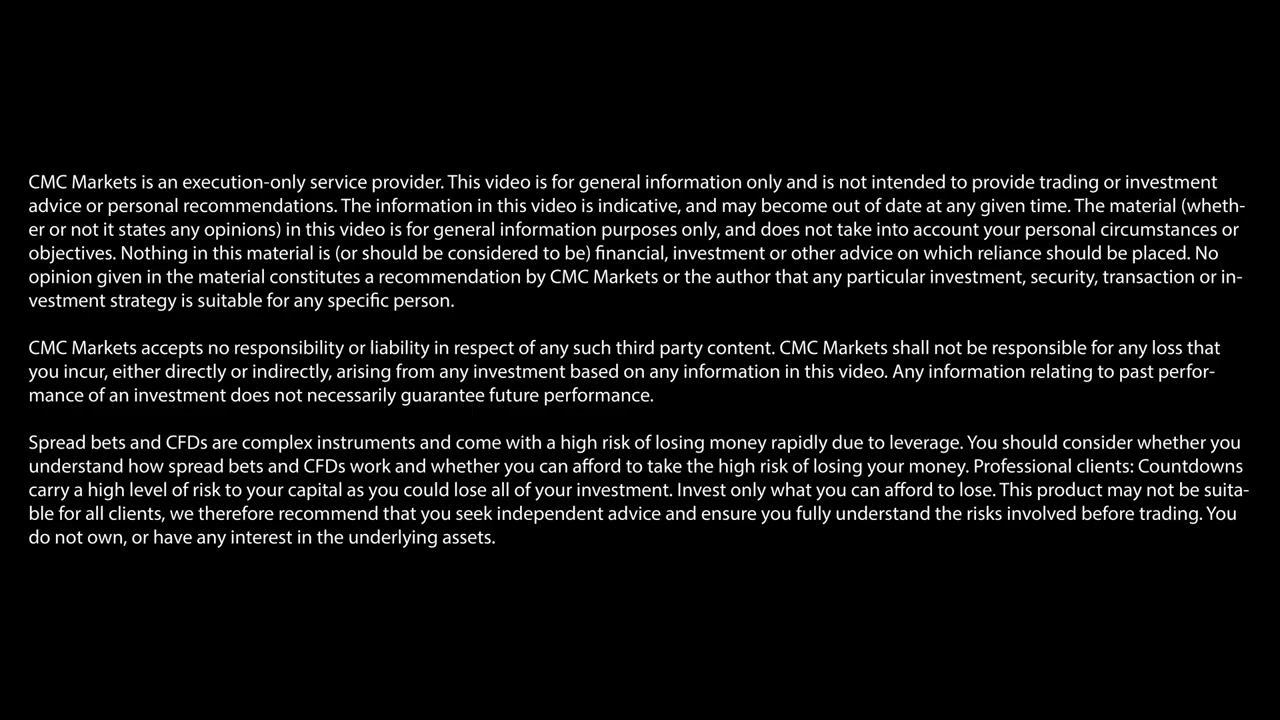 CMC Markets is an execution-only service provider. This video is for general information only and is not intended to provide trading or investment
advice or personal recommendations. The information in this video is indicative, and may become out of date at any given time. The material (wheth-
er or not it states any opinions) in this video is for general information purposes only, and does not take into account your personal circumstances or
objectives. Nothing in this material is (or should be considered to be) financial, investment or other advice on which reliance should be placed. No
opinion given in the material constitutes a recommendation by CMC Markets or the author that any particular investment, security, transaction or in-
vestment strategy is suitable for any specific person.
CMC Markets accepts no responsibility or liability in respect of any such third party content. CMC Markets shall not be responsible for any loss that
you incur, either directly or indirectly, arising from any investment based on any information in this video. Any information relating to past perfor-
mance of an investment does not necessarily guarantee future performance.
Spread bets and CFDs are complex instruments and come with a high risk of losing money rapidly due to leverage. You should consider whether you
understand how spread bets and CFDs work and whether you can afford to take the high risk of losing your money. Professional clients: Countdowns
carry a high level of risk to your capital as you could lose all of your investment. Invest only what you can afford to lose. This product may not be suita-
ble for all clients, we therefore recommend that you seek independent advice and ensure you fully understand the risks involved before trading. You
do not own, or have any interest in the underlying assets.